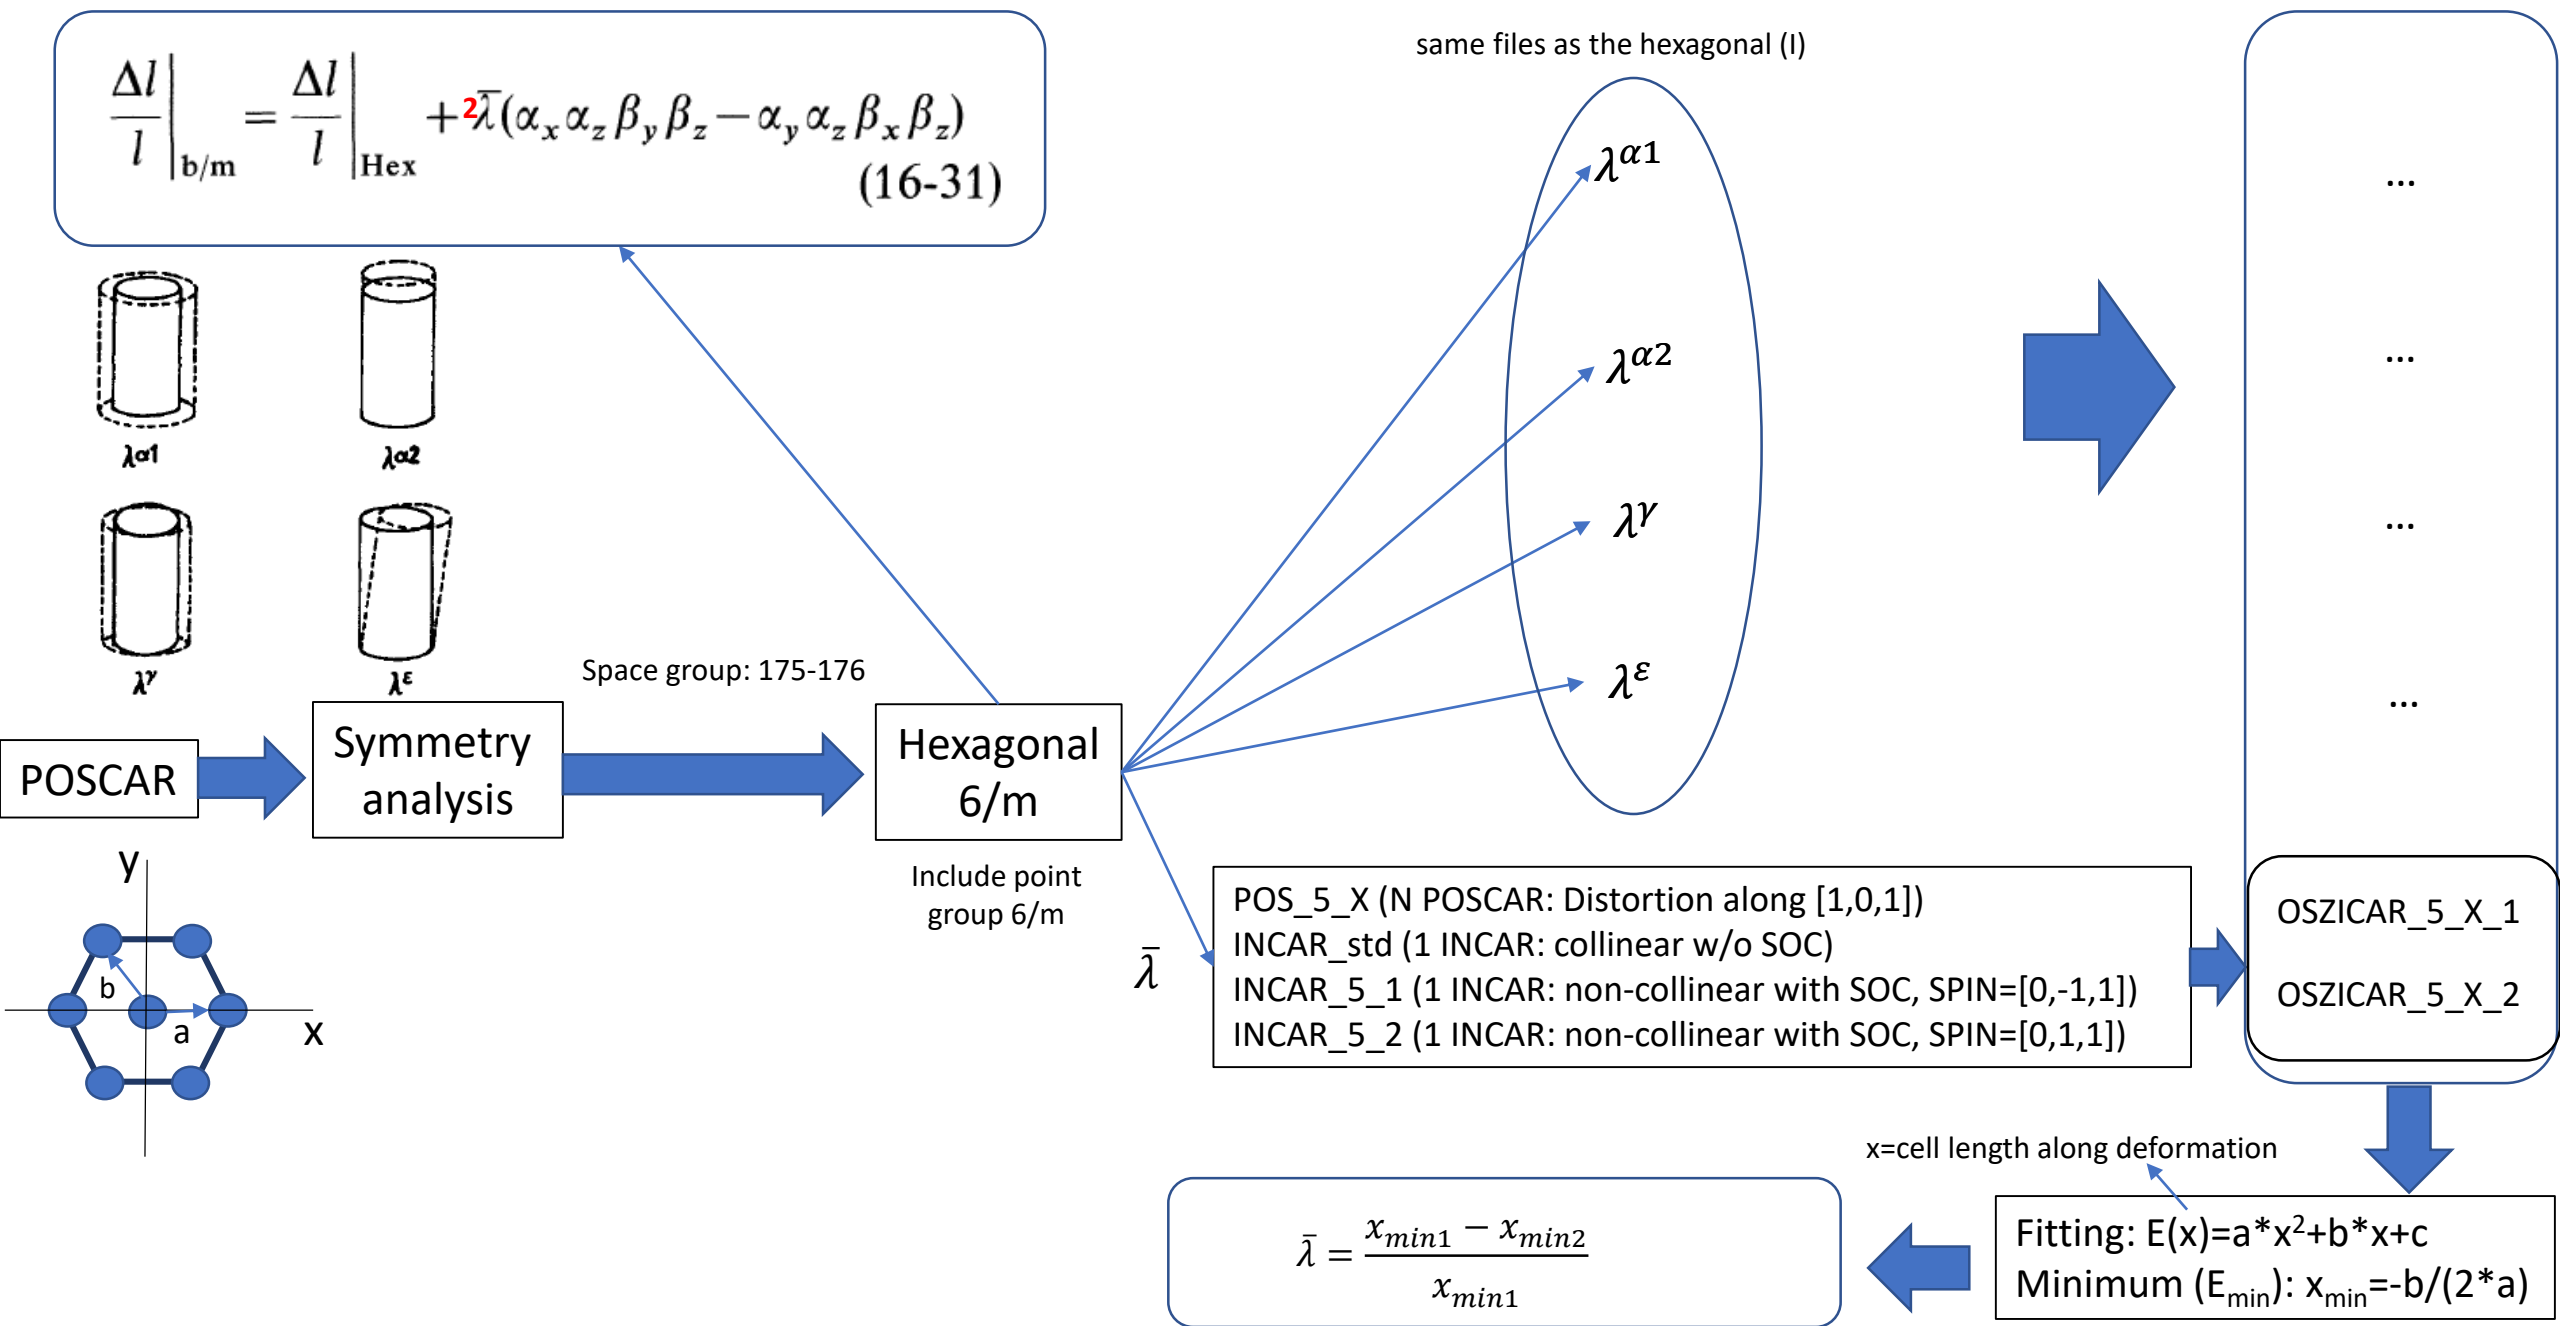 Δl/l |b/m = Δl/l |Hex + 2λ̄(αxαzβyβz − αyαzβxβz)
(16-31)
same files as the hexagonal (I)
λα1
λα2
λγ
λε
λα1
λα2
λγ
λε
...
...
...
...
Space group: 175-176
POSCAR
Symmetry
analysis
Hexagonal
6/m
Include point
group 6/m
y
x
b
a
λ̄
POS_5_X (N POSCAR: Distortion along [1,0,1])
INCAR_std (1 INCAR: collinear w/o SOC)
INCAR_5_1 (1 INCAR: non-collinear with SOC, SPIN=[0,-1,1])
INCAR_5_2 (1 INCAR: non-collinear with SOC, SPIN=[0,1,1])
OSZICAR_5_X_1
OSZICAR_5_X_2
x=cell length along deformation
Fitting: E(x)=a*x²+b*x+c
Minimum (Emin): xmin=-b/(2*a)
λ̄ = (xmin1 − xmin2)/xmin1